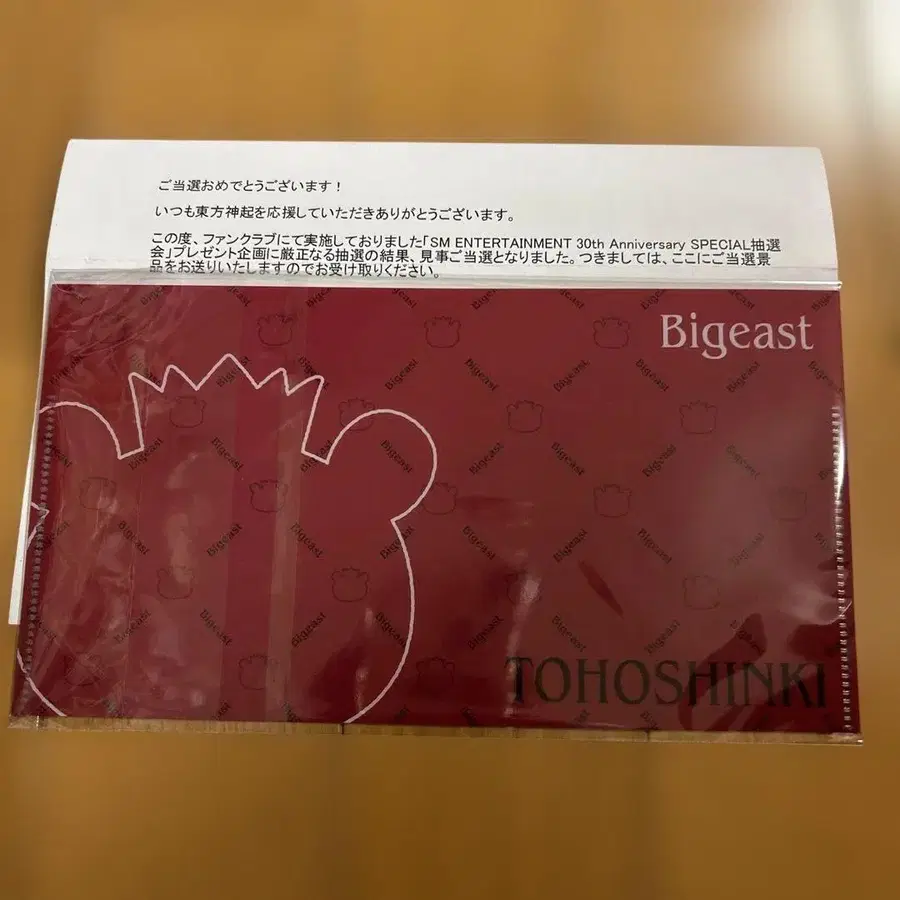 ご当選おめでとうございます！
いつも東方神起を応援していただきありがとうございます。
この度、ファンクラブにて実施しておりました「SM ENTERTAINMENT 30th Anniversary SPECIAL抽選
会」プレゼント企画に厳正なる抽選の結果、見事ご当選となりました。つきましては、ここにご当選景
品をお送りいたしますのでお受け取りください。
Bigeast
TOHOSHINKI